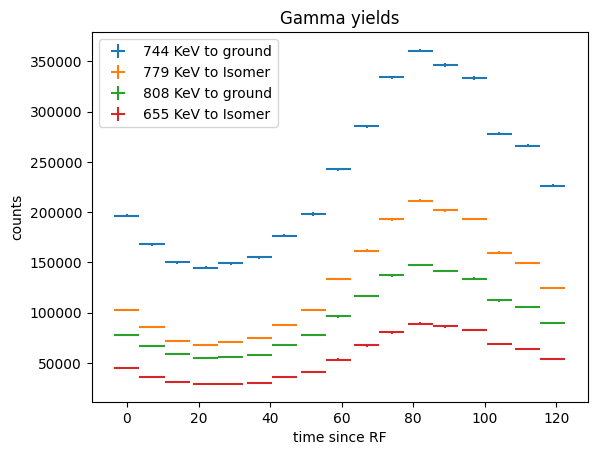 Gamma yields
744 KeV to ground
779 KeV to Isomer
808 KeV to ground
655 KeV to Isomer
counts
350000
300000
250000
200000
150000
100000
50000
0 20 40 60 80 100 120
time since RF